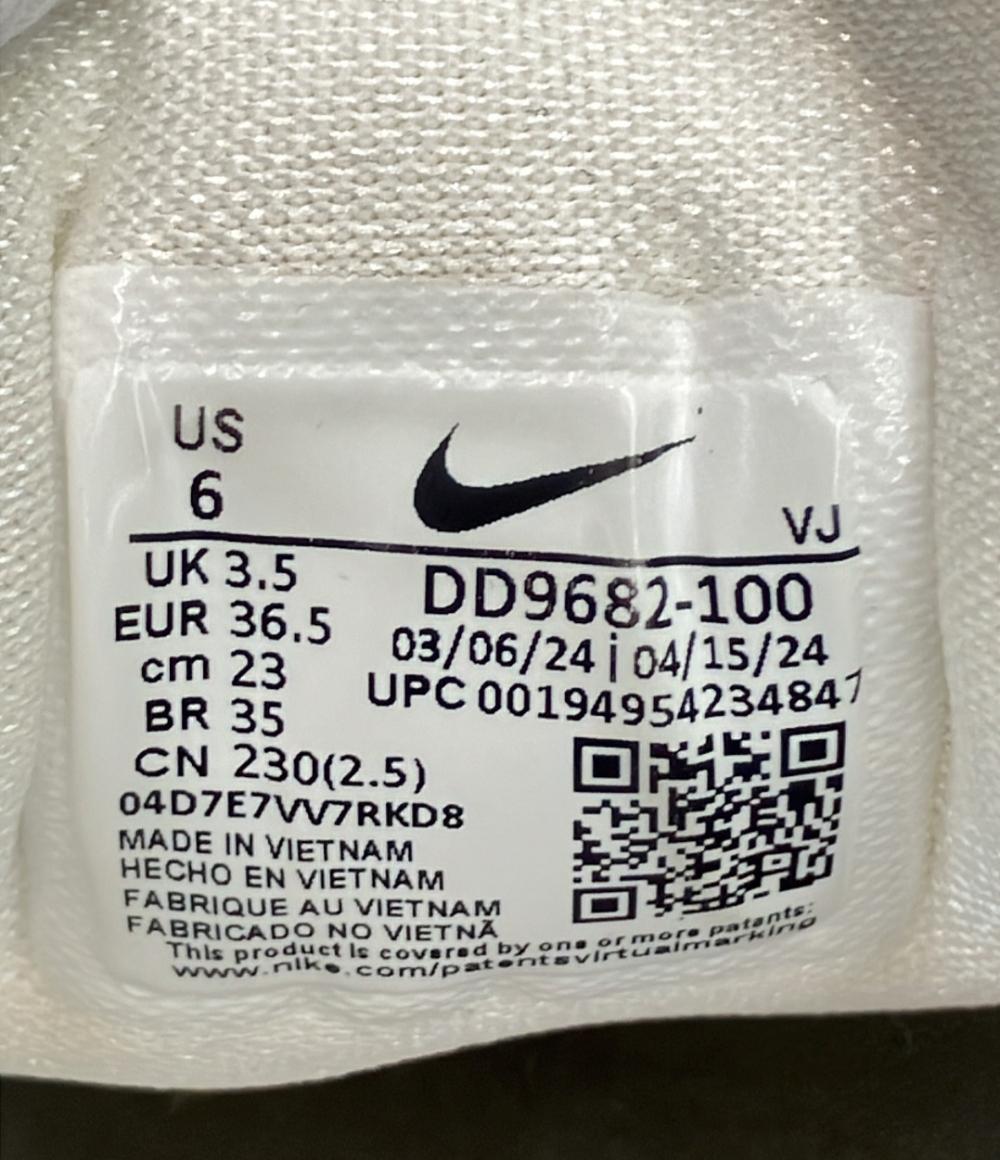 US
6
VJ
UK 3.5
EUR 36.5
cm 23
BR 35
CN 230(2.5)
DD9682-100
03/06/24 | 04/15/24
UPC 00194954234847
04D7E7VV7RKD8
MADE IN VIETNAM
HECHO EN VIETNAM
FABRIQUE AU VIETNAM
FABRICADO NO VIETNÃ
This product is covered by one or more patents:
www.nike.com/patentsvirtualmarking